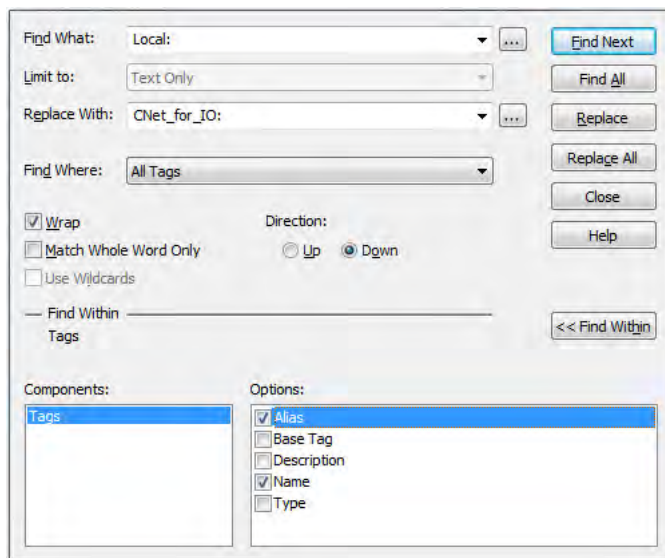 Find What: Local: ... Find Next
Limit to: Text Only Find All
Replace With: CNet_for_IO: ... Replace
Find Where: All Tags Replace All
Close
Wrap Direction: Help
Match Whole Word Only Up Down
Use Wildcards
Find Within << Find Within
Tags
Components: Options:
Tags Alias
Base Tag
Description
Name
Type